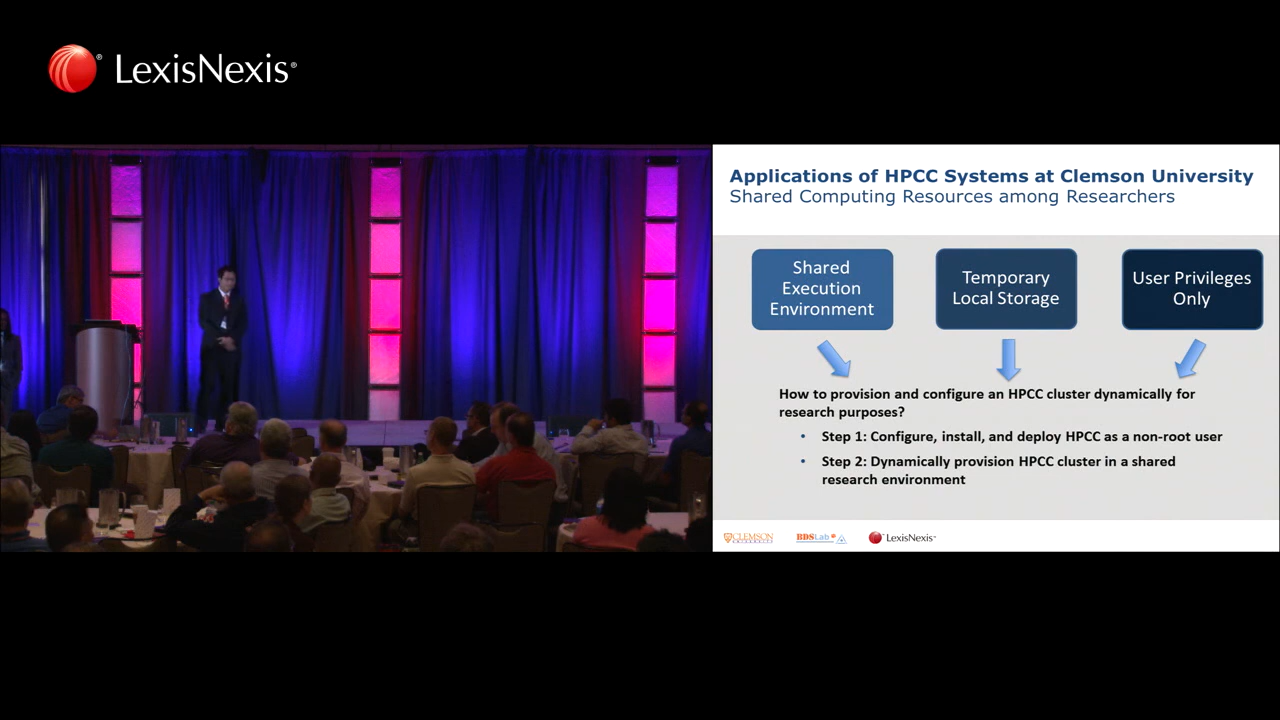 LexisNexis®
Applications of HPCC Systems at Clemson University
Shared Computing Resources among Researchers
Shared
Execution
Environment
Temporary
Local Storage
User Privileges
Only
How to provision and configure an HPCC cluster dynamically for
research purposes?
• Step 1: Configure, install, and deploy HPCC as a non-root user
• Step 2: Dynamically provision HPCC cluster in a shared
research environment
CLEMSON
BDSLab
LexisNexis